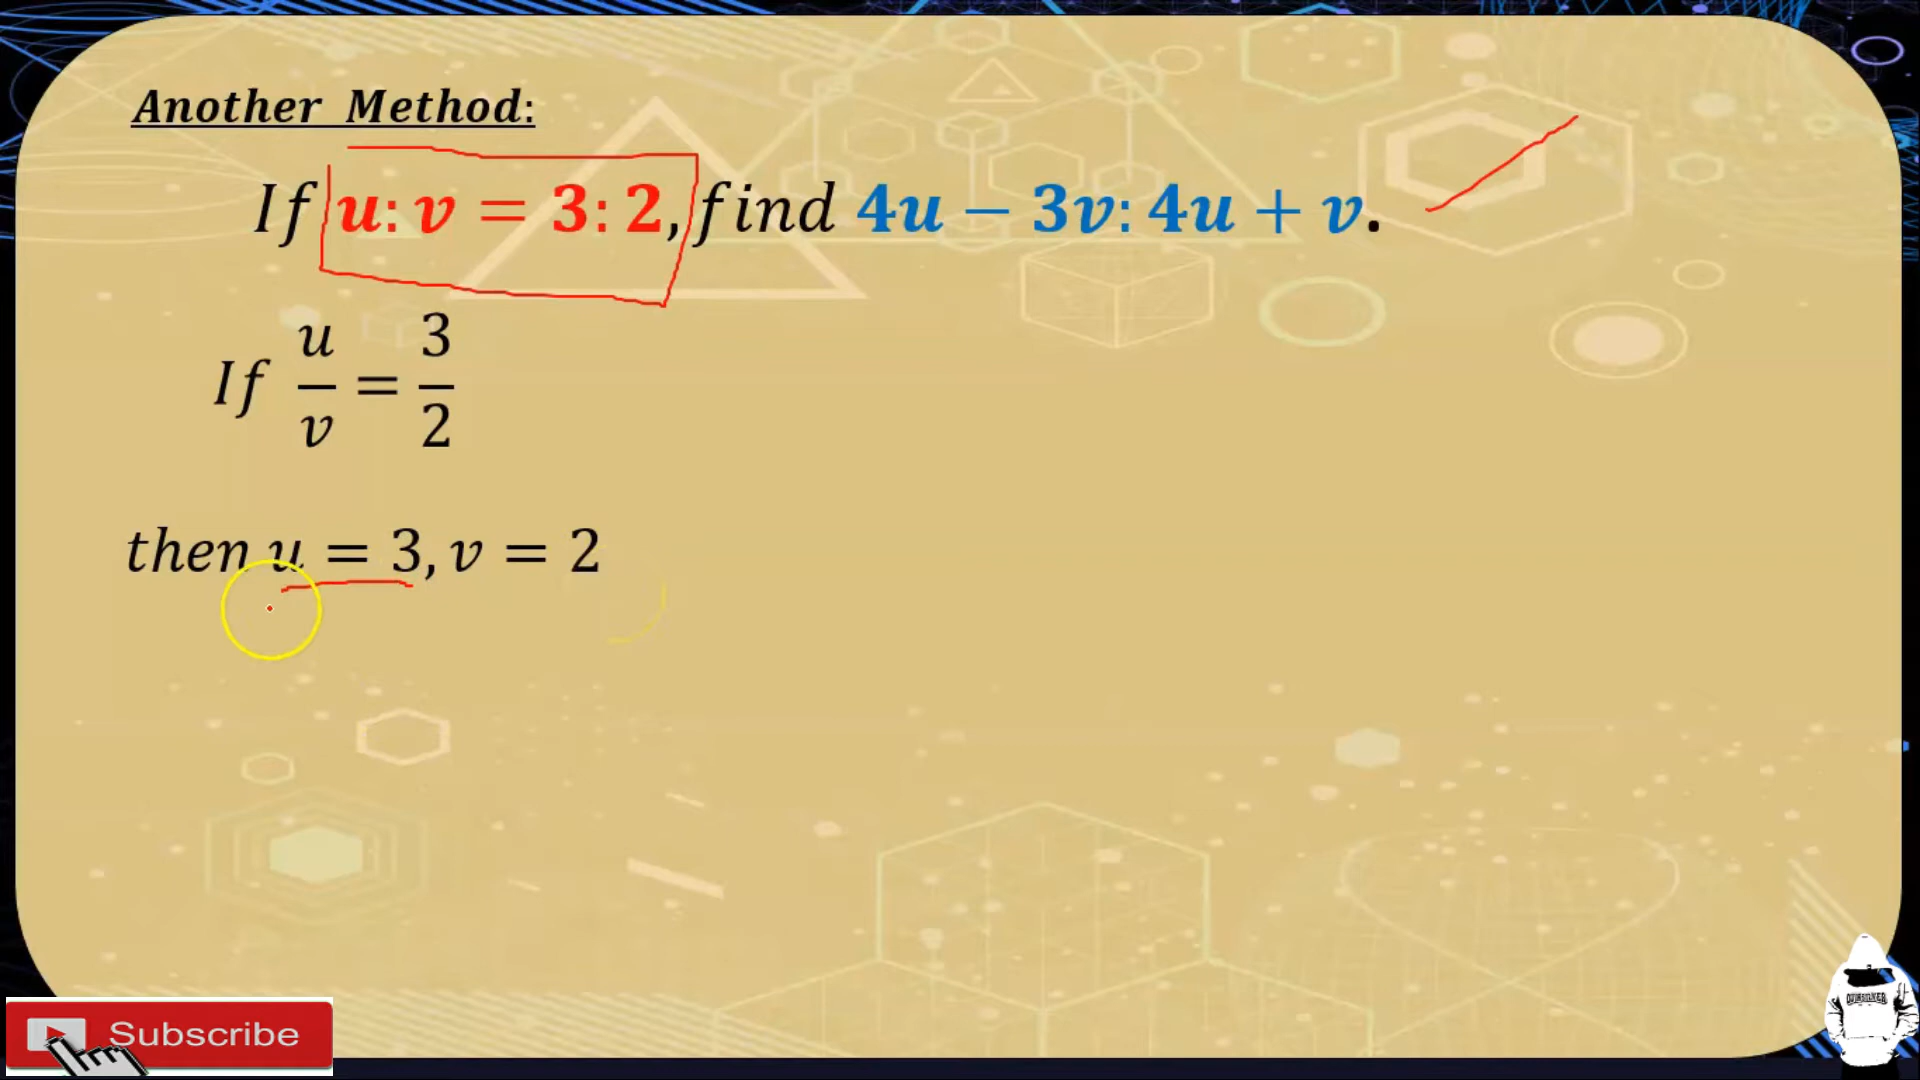 Another Method:
If u:v = 3:2, find 4u − 3v:4u + v.
If u/v = 3/2
then u = 3, v = 2
Subscribe